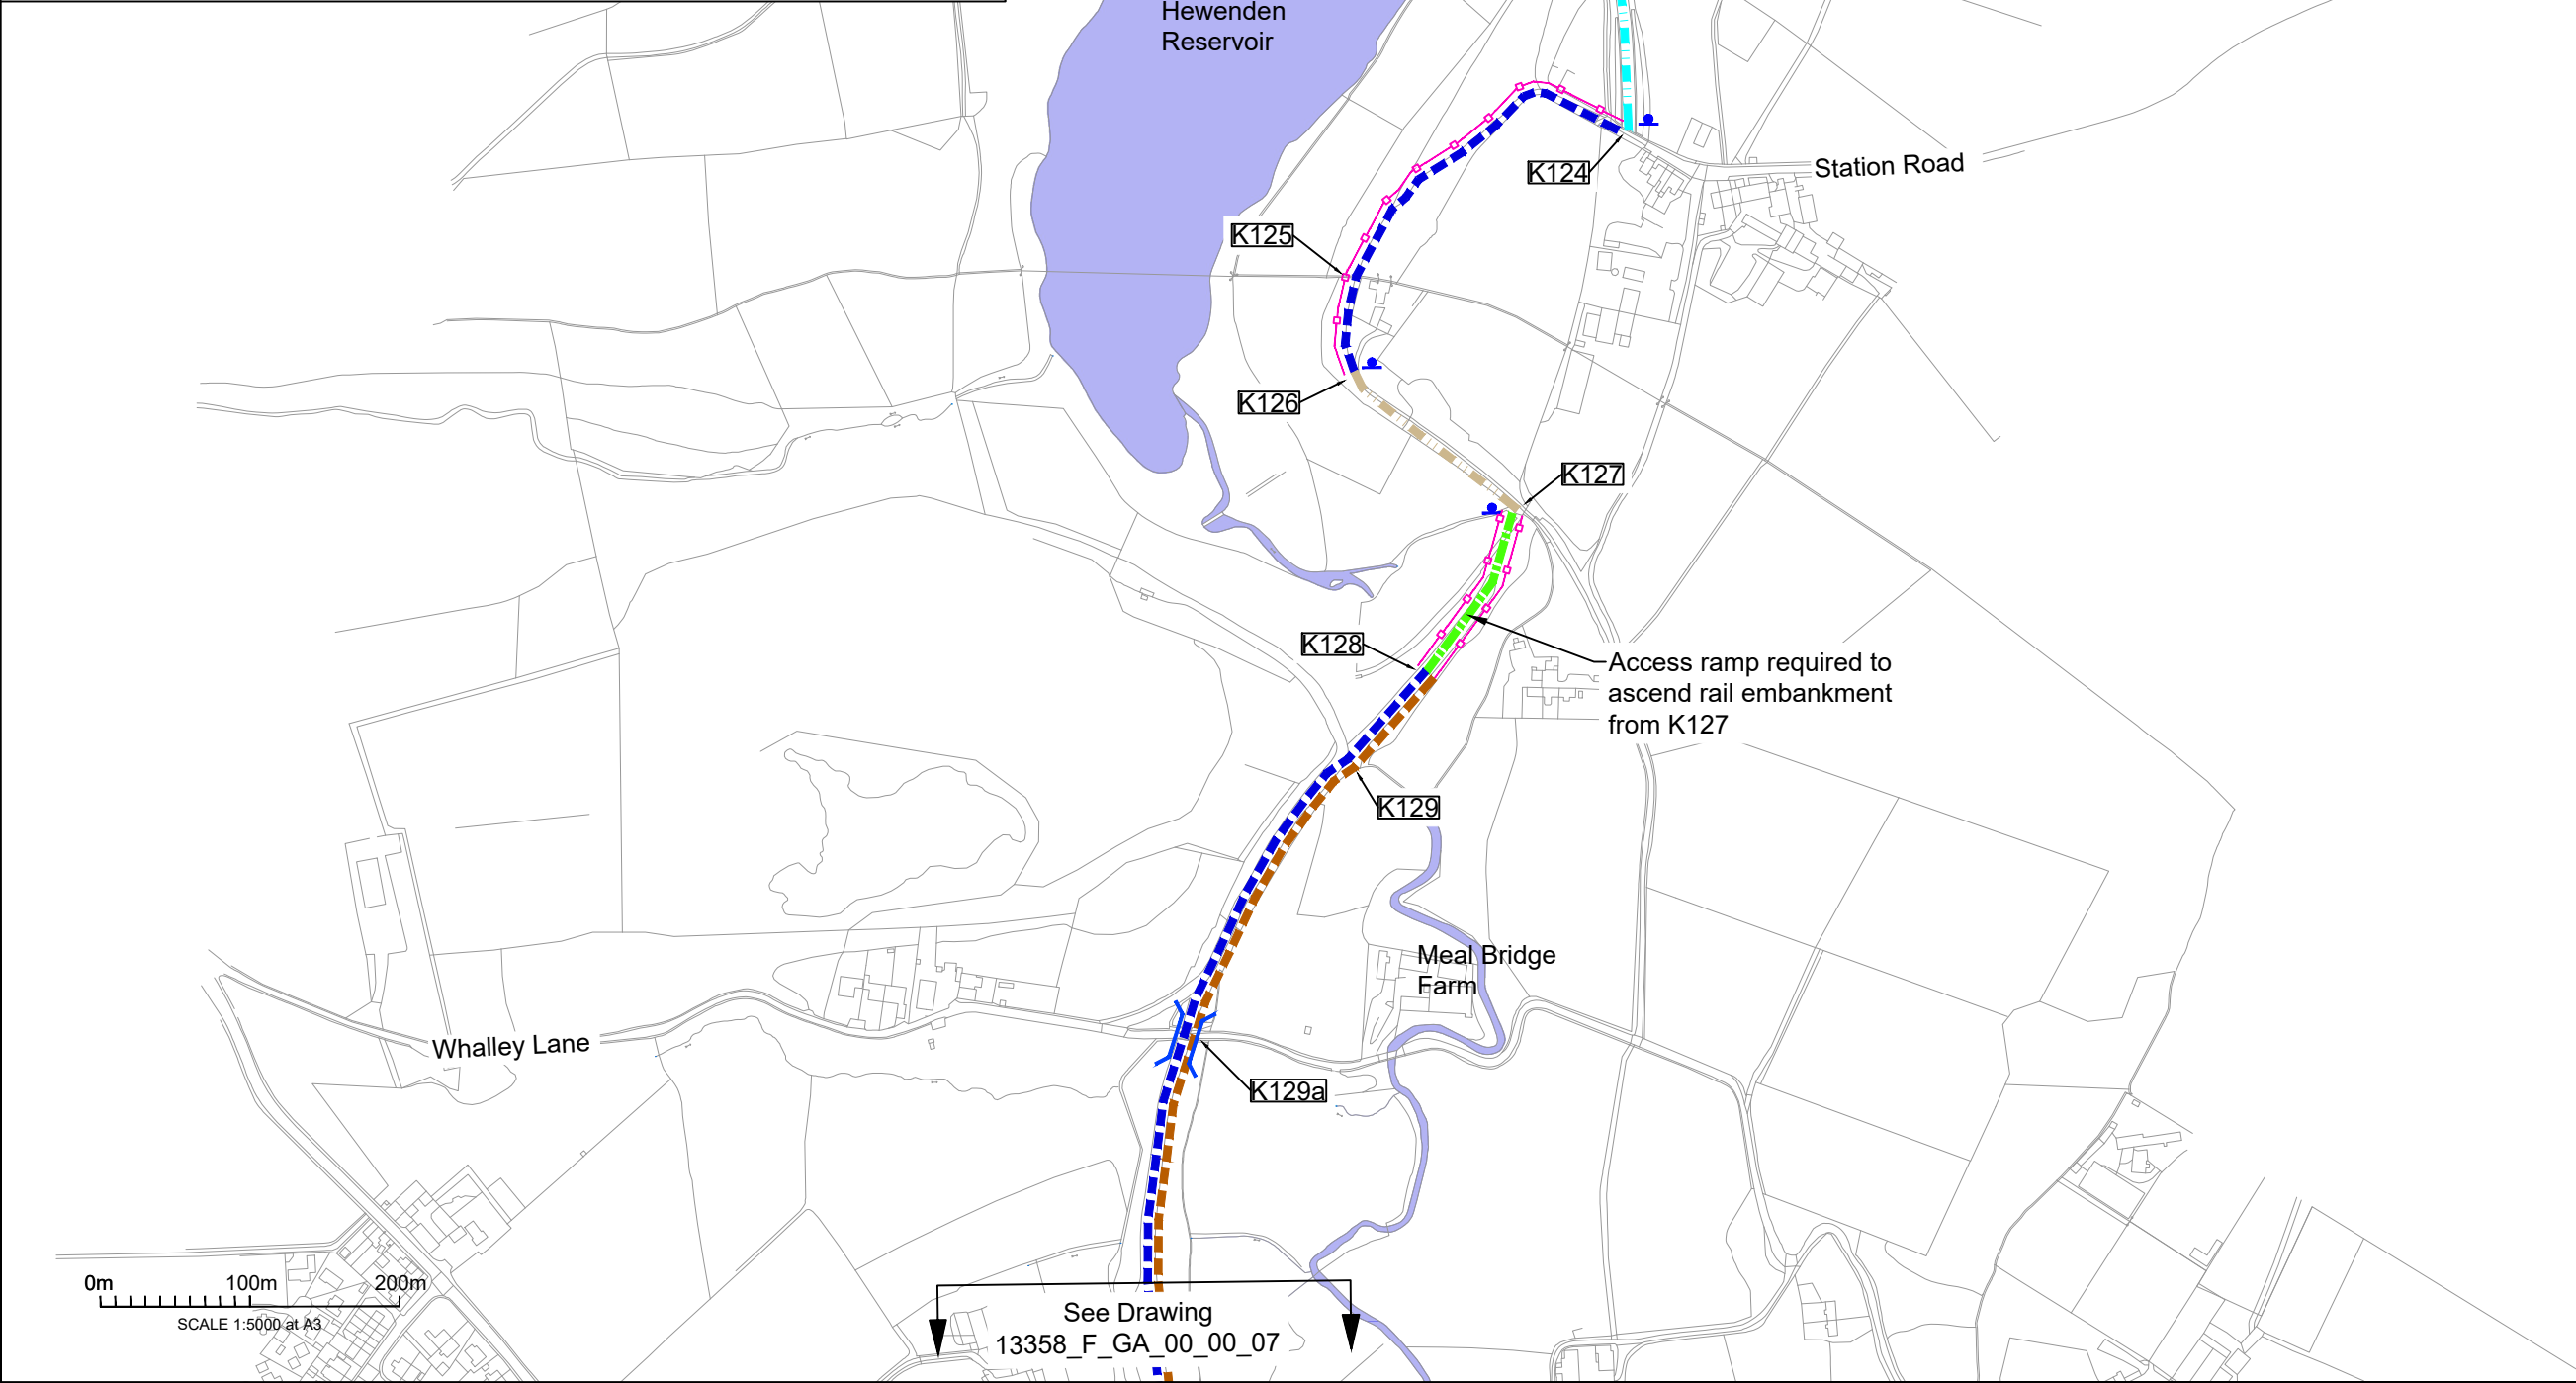 Hewenden
Reservoir
K124
Station Road
K125
K126
K127
K128
Access ramp required to
ascend rail embankment
from K127
K129
Meal Bridge
Farm
Whalley Lane
K129a
0m 100m 200m
SCALE 1:5000 at A3
See Drawing
13358_F_GA_00_00_07